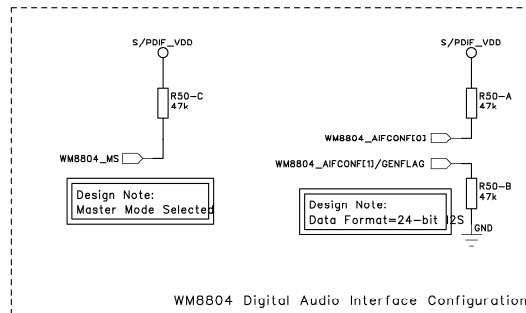 S/PDIF_VDD
R50-C
47k
WM8804_MS
Design Note:
Master Mode Selected
S/PDIF_VDD
R50-A
47k
WM8804_AIFCONF[0]
WM8804_AIFCONF[1]/GENFLAG
R50-B
47k
Design Note:
Data Format=24-bit I2S
GND
WM8804 Digital Audio Interface Configuration